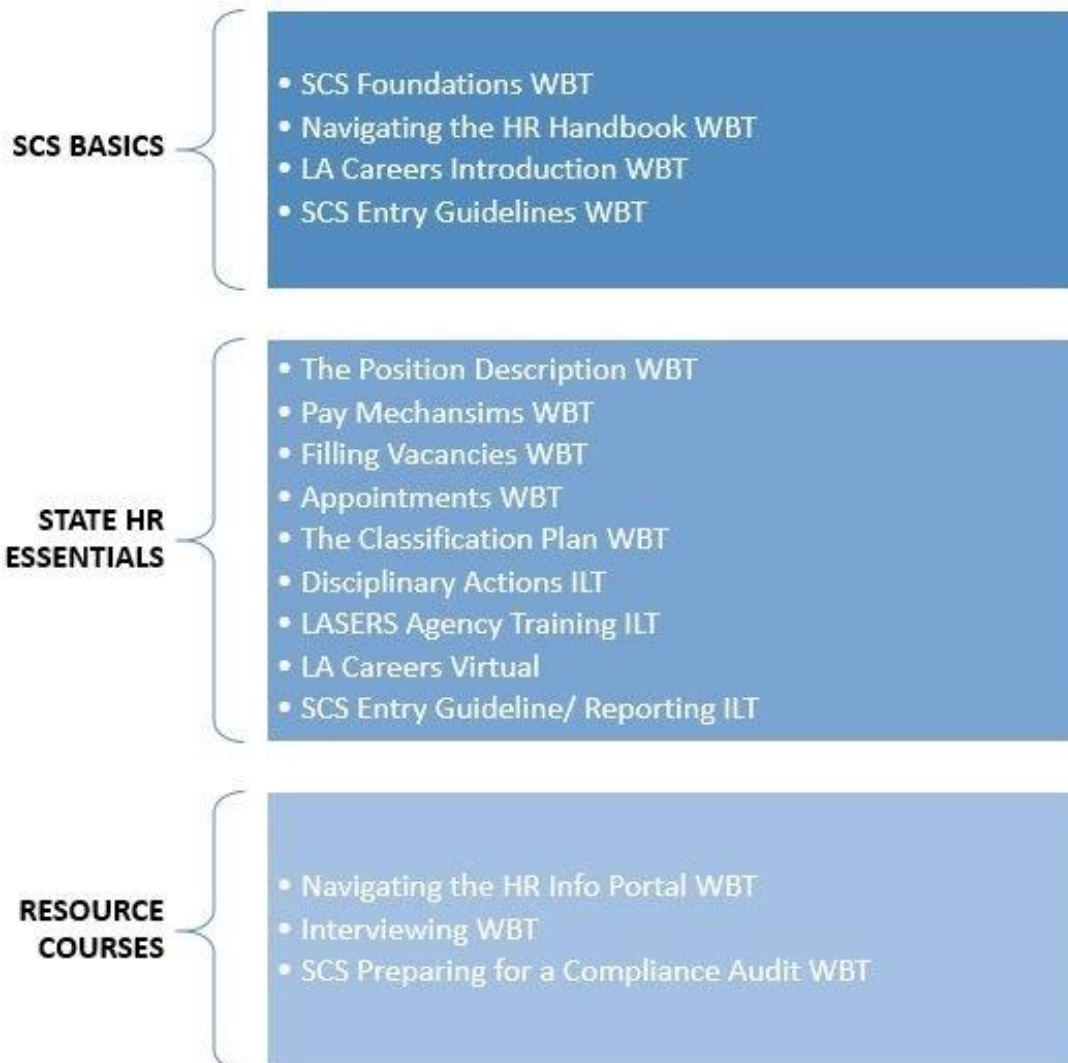 SCS BASICS
• SCS Foundations WBT
• Navigating the HR Handbook WBT
• LA Careers Introduction WBT
• SCS Entry Guidelines WBT
STATE HR
ESSENTIALS
• The Position Description WBT
• Pay Mechansims WBT
• Filling Vacancies WBT
• Appointments WBT
• The Classification Plan WBT
• Disciplinary Actions ILT
• LASERS Agency Training ILT
• LA Careers Virtual
• SCS Entry Guideline/ Reporting ILT
RESOURCE
COURSES
• Navigating the HR Info Portal WBT
• Interviewing WBT
• SCS Preparing for a Compliance Audit WBT